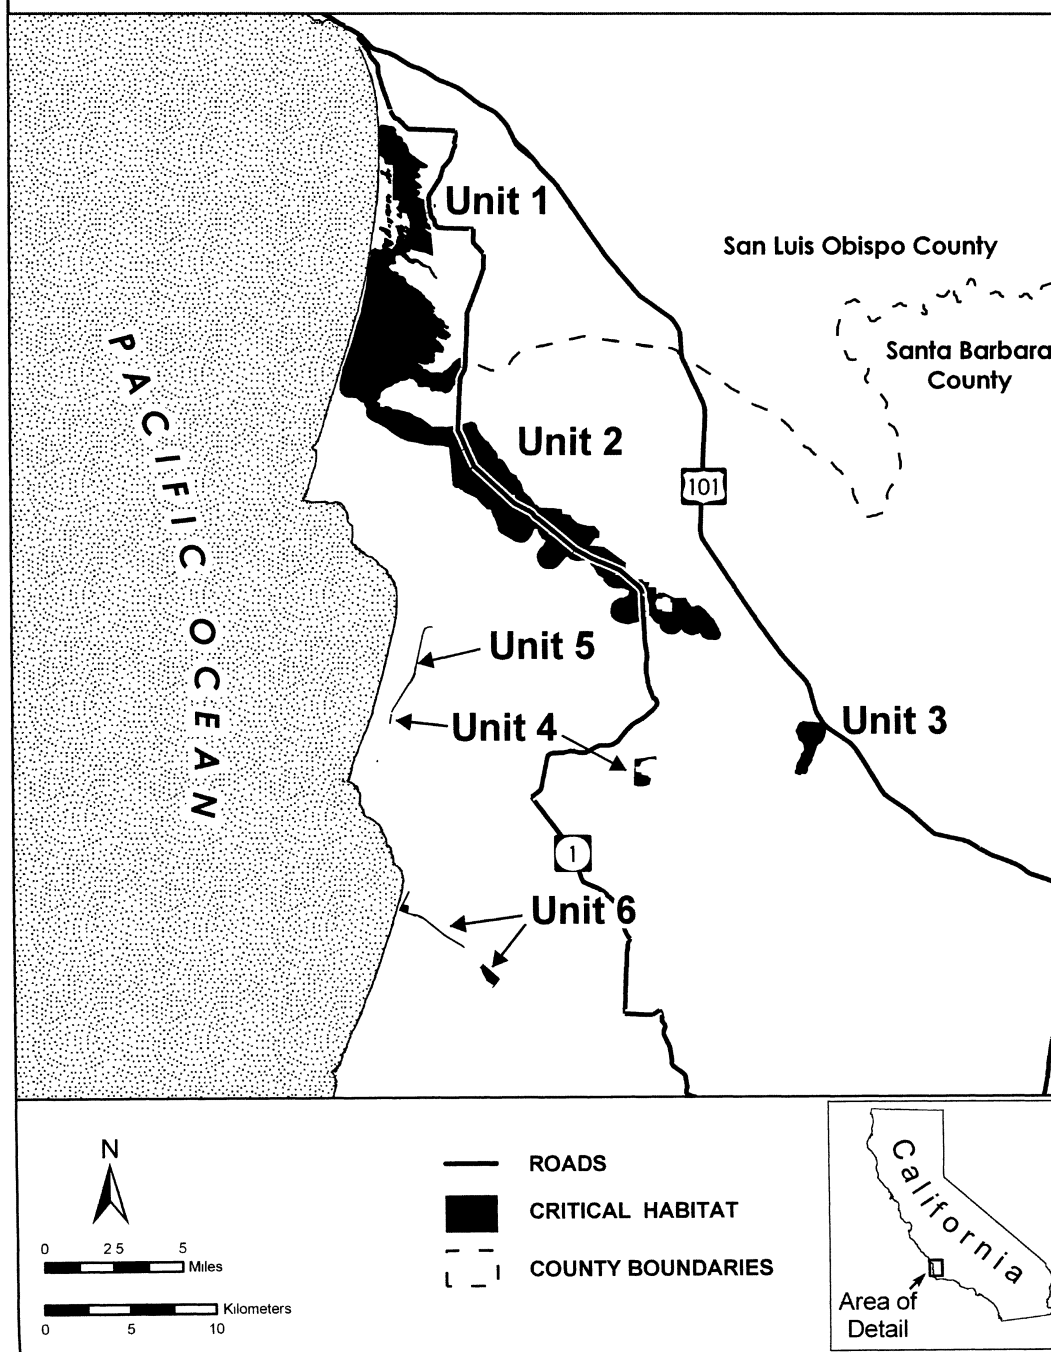 Unit 1
San Luis Obispo County
Santa Barbara
County
PACIFIC OCEAN
Unit 2
101
Unit 5
Unit 4
Unit 3
1
Unit 6
N
0 2 5 5
Miles
Kilometers
0 5 10
ROADS
CRITICAL HABITAT
COUNTY BOUNDARIES
California
Area of
Detail